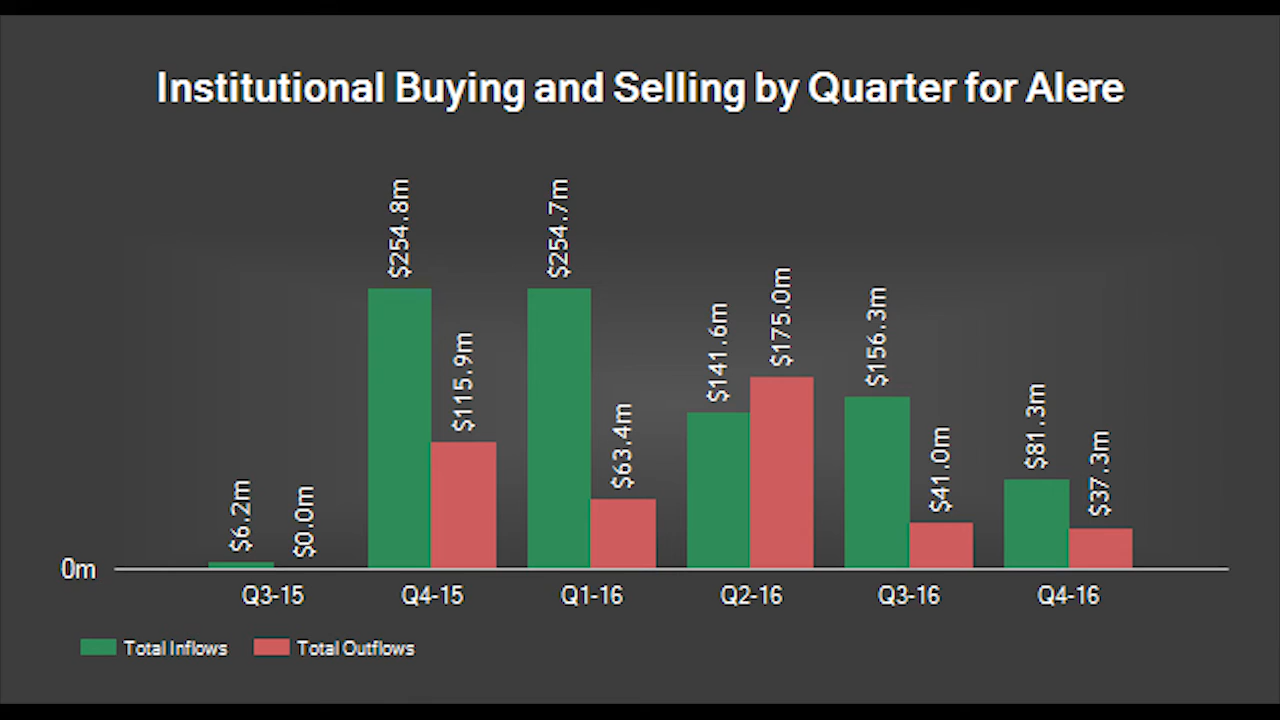 Institutional Buying and Selling by Quarter for Alere
$6.2m
$0.0m
$254.8m
$115.9m
$254.7m
$63.4m
$141.6m
$175.0m
$156.3m
$41.0m
$81.3m
$37.3m
0m
Q3-15
Q4-15
Q1-16
Q2-16
Q3-16
Q4-16
Total Inflows
Total Outflows